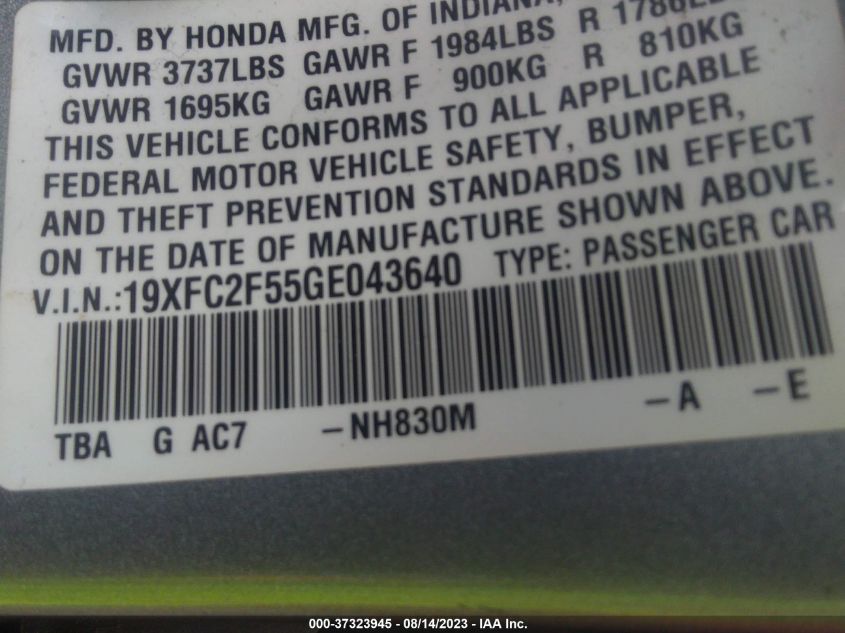 MFD. BY HONDA MFG. OF INDIANA,
GVWR 3737LBS GAWR F 1984LBS R
GVWR 1695KG GAWR F 900KG R 810KG
THIS VEHICLE CONFORMS TO ALL APPLICABLE
FEDERAL MOTOR VEHICLE SAFETY, BUMPER,
AND THEFT PREVENTION STANDARDS IN EFFECT
ON THE DATE OF MANUFACTURE SHOWN ABOVE.
V.I.N.:19XFC2F55GE043640 TYPE: PASSENGER CAR
TBA G AC7 -NH830M -A -E
000-37323945 - 08/14/2023 - IAA Inc.